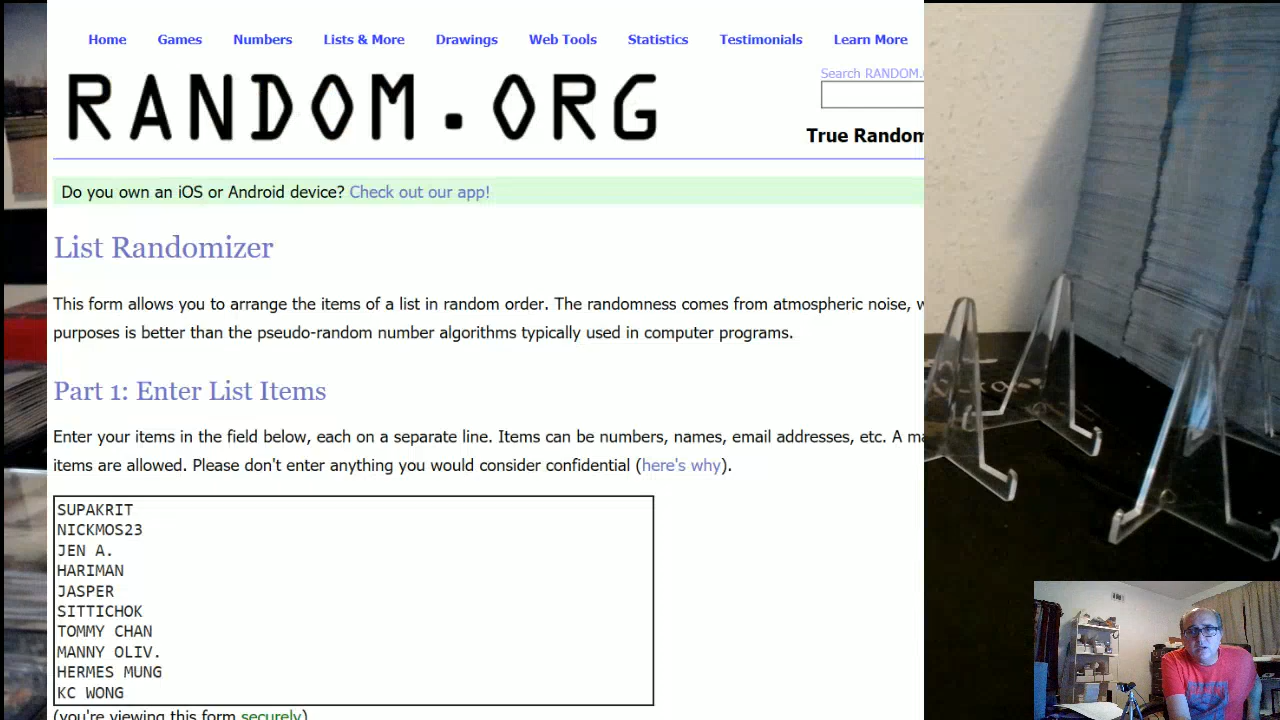 Home Games Numbers Lists & More Drawings Web Tools Statistics Testimonials Learn More
RANDOM.ORG
Search RANDOM.
True Random
Do you own an iOS or Android device? Check out our app!
List Randomizer
This form allows you to arrange the items of a list in random order. The randomness comes from atmospheric noise,
purposes is better than the pseudo-random number algorithms typically used in computer programs.
Part 1: Enter List Items
Enter your items in the field below, each on a separate line. Items can be numbers, names, email addresses, etc. A
items are allowed. Please don't enter anything you would consider confidential (here's why).
SUPAKRIT
NICKMOS23
JEN A.
HARIMAN
JASPER
SITTICHOK
TOMMY CHAN
MANNY OLIV.
HERMES MUNG
KC WONG
(you're viewing this form securely)